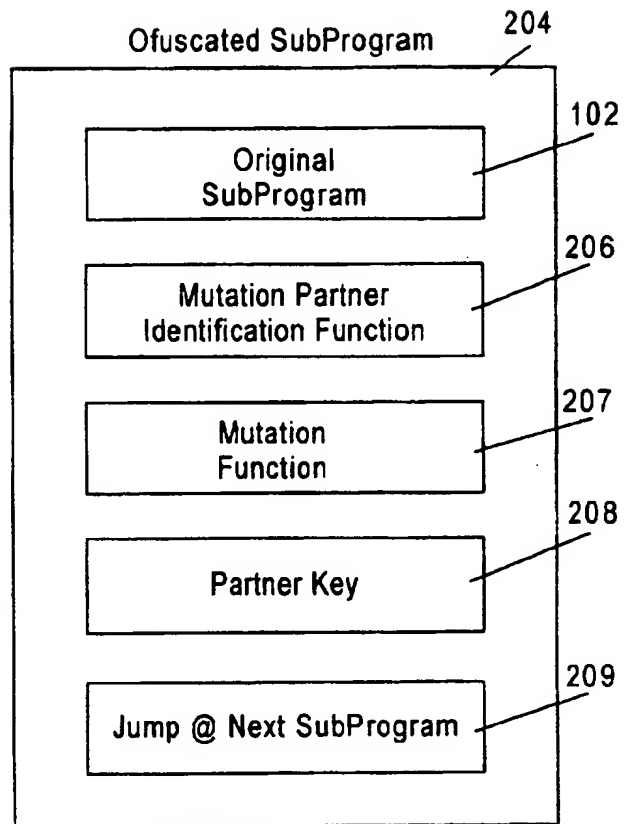 Ofuscated SubProgram
204
102
Original
SubProgram
206
Mutation Partner
Identification Function
207
Mutation
Function
208
Partner Key
209
Jump @ Next SubProgram